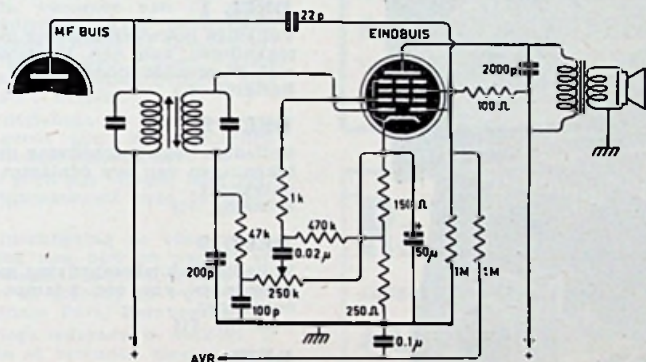 22p
MF BUIS
EINDBUIS
2000p
100 Ω
1k
150 Ω
47k
470k
0.02µ
50µ
1M
1M
200p
250k
100p
250Ω
0.1µ
AVR
+
+
+